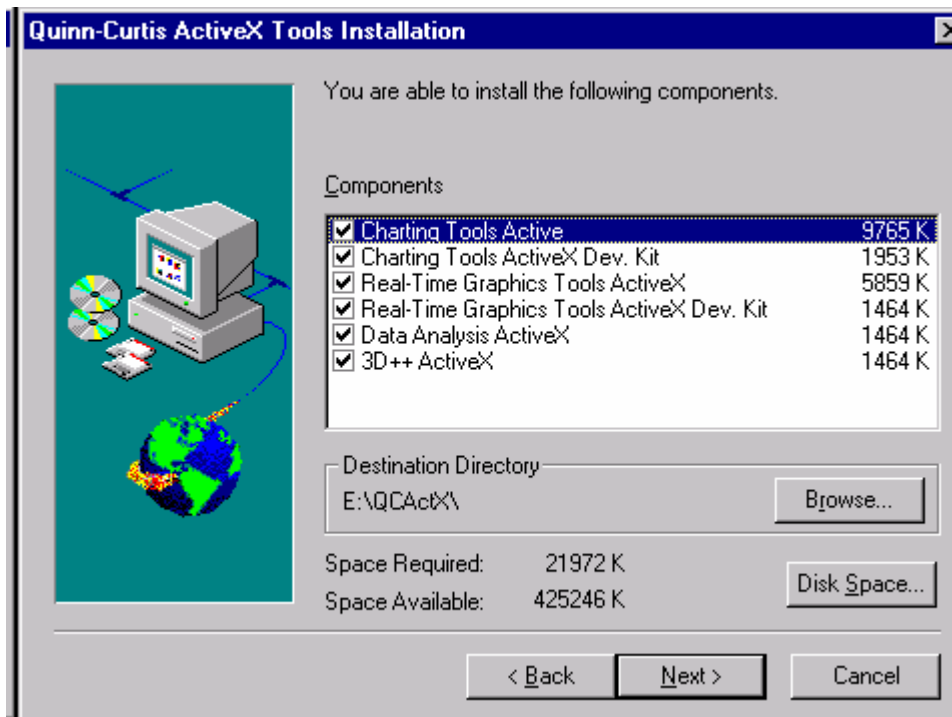 Quinn-Curtis ActiveX Tools Installation
You are able to install the following components.
Components
Charting Tools Active 9765 K
Charting Tools ActiveX Dev. Kit 1953 K
Real-Time Graphics Tools ActiveX 5859 K
Real-Time Graphics Tools ActiveX Dev. Kit 1464 K
Data Analysis ActiveX 1464 K
3D++ ActiveX 1464 K
Destination Directory
E:\QCActX\
Browse...
Space Required: 21972 K
Space Available: 425246 K
Disk Space...
< Back
Next >
Cancel